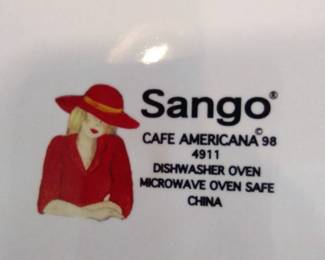 Sango®
CAFE AMERICANA © 98
4911
DISHWASHER OVEN
MICROWAVE OVEN SAFE
CHINA